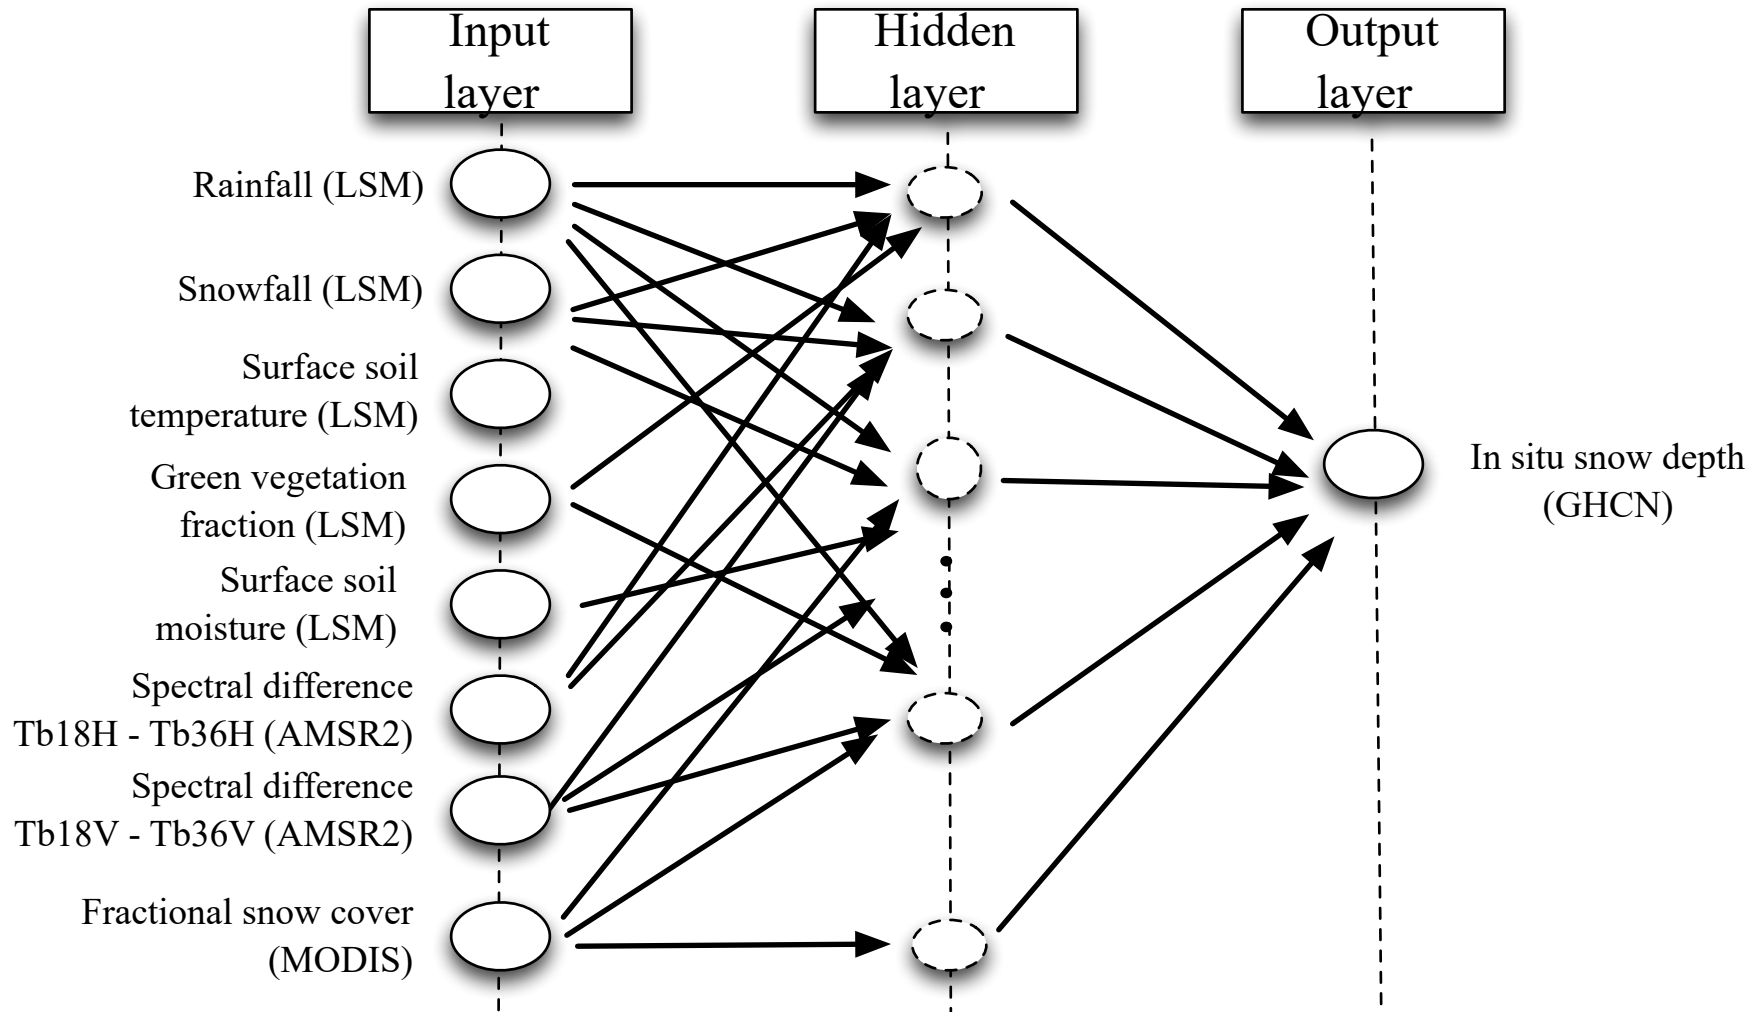 Input
layer
Hidden
layer
Output
layer
Rainfall (LSM)
Snowfall (LSM)
Surface soil
temperature (LSM)
Green vegetation
fraction (LSM)
Surface soil
moisture (LSM)
Spectral difference
Tb18H - Tb36H (AMSR2)
Spectral difference
Tb18V - Tb36V (AMSR2)
Fractional snow cover
(MODIS)
In situ snow depth
(GHCN)